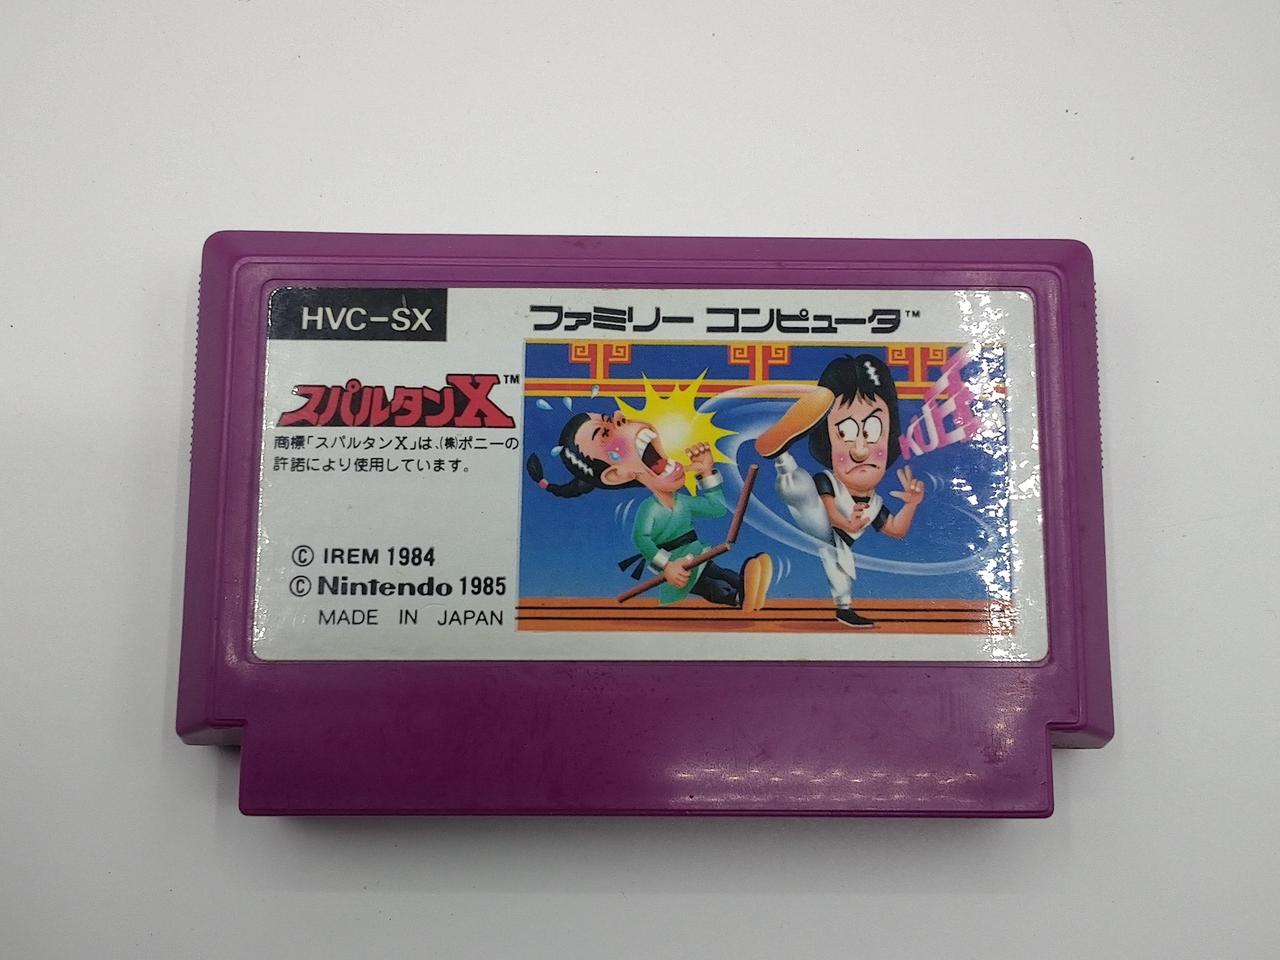 HVC-SX
ファミリー コンピュータ™
スパルタンX™
商標「スパルタンX」は、(株)ポニーの
許諾により使用しています。
© IREM 1984
© Nintendo 1985
MADE IN JAPAN